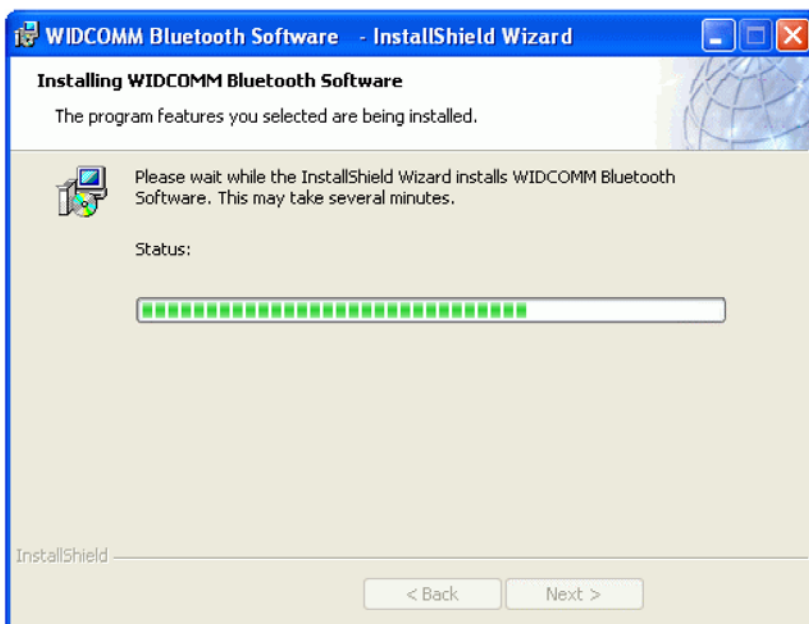 WIDCOMM Bluetooth Software - InstallShield Wizard
Installing WIDCOMM Bluetooth Software
The program features you selected are being installed.
Please wait while the InstallShield Wizard installs WIDCOMM Bluetooth
Software. This may take several minutes.
Status:
InstallShield
< Back Next >